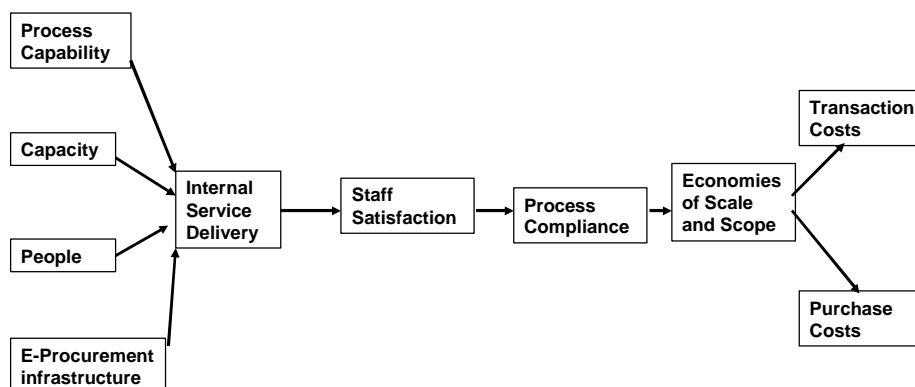 Process
Capability
Capacity
People
E-Procurement
infrastructure
Internal
Service
Delivery
Staff
Satisfaction
Process
Compliance
Economies
of Scale
and Scope
Transaction
Costs
Purchase
Costs